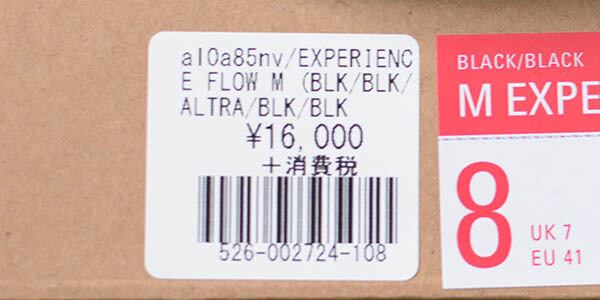 al0a85nv/EXPERIENC
E FLOW M (BLK/BLK/
ALTRA/BLK/BLK
¥16,000
+消費税
526-002724-108
BLACK/BLACK
M EXPE
8
UK 7
EU 41